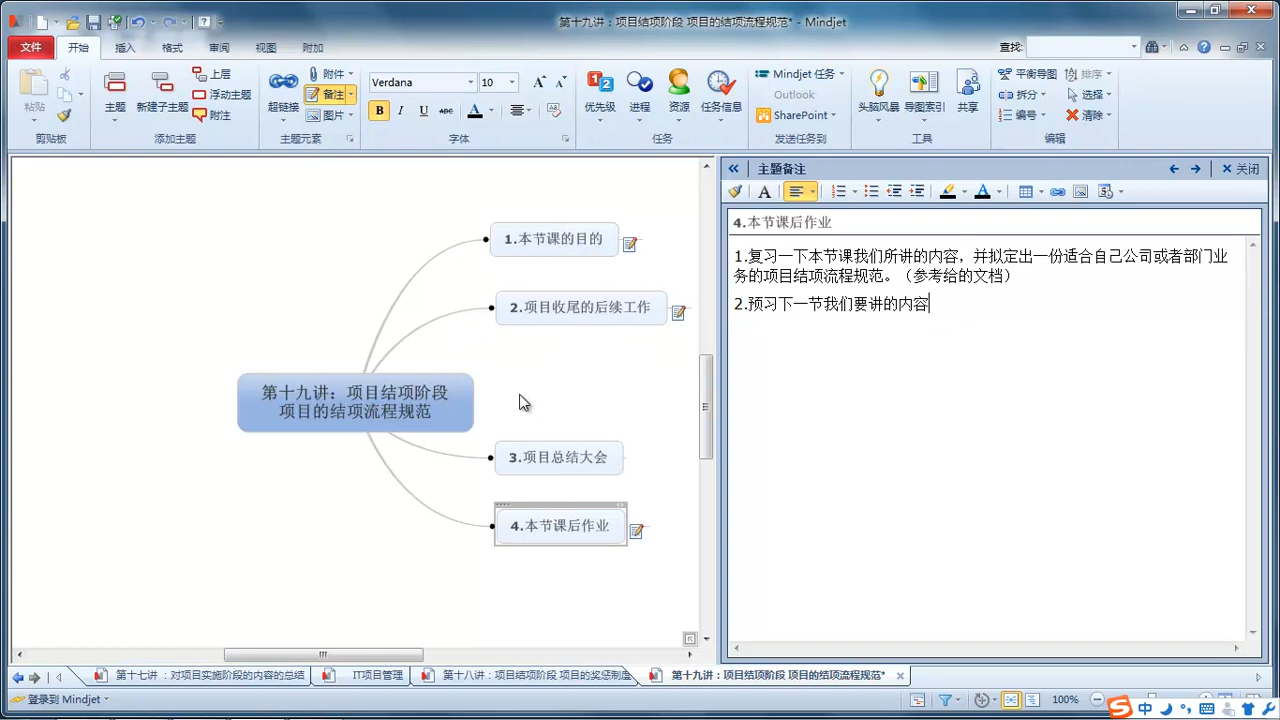 第十九讲：项目结项阶段 项目的结项流程规范* - Mindjet
文件 开始 插入 格式 审阅 视图 附加 查找:
粘贴
剪贴板
主题 新建子主题 上层 浮动主题 附注
添加主题
超链接 附件 备注 图片
主题元素
Verdana 10
B I U abc A
字体
优先级 进程 资源 任务信息
任务
Mindjet 任务
Outlook
SharePoint
发送任务到
头脑风暴 导图索引 共享
工具
平衡导图 排序
拆分 选择
编号 清除
编辑
1.本节课的目的
2.项目收尾的后续工作
第十九讲：项目结项阶段
项目的结项流程规范
3.项目总结大会
4.本节课后作业
主题备注 关闭
4.本节课后作业
1.复习一下本节课我们所讲的内容，并拟定出一份适合自己公司或者部门业
务的项目结项流程规范。（参考给的文档）
2.预习下一节我们要讲的内容
第十七讲 ：对项目实施阶段的内容的总结 IT项目管理 第十八讲：项目结项阶段 项目的奖惩制 第十九讲：项目结项阶段 项目的结项流程规范*
登录到 Mindjet 100% 中